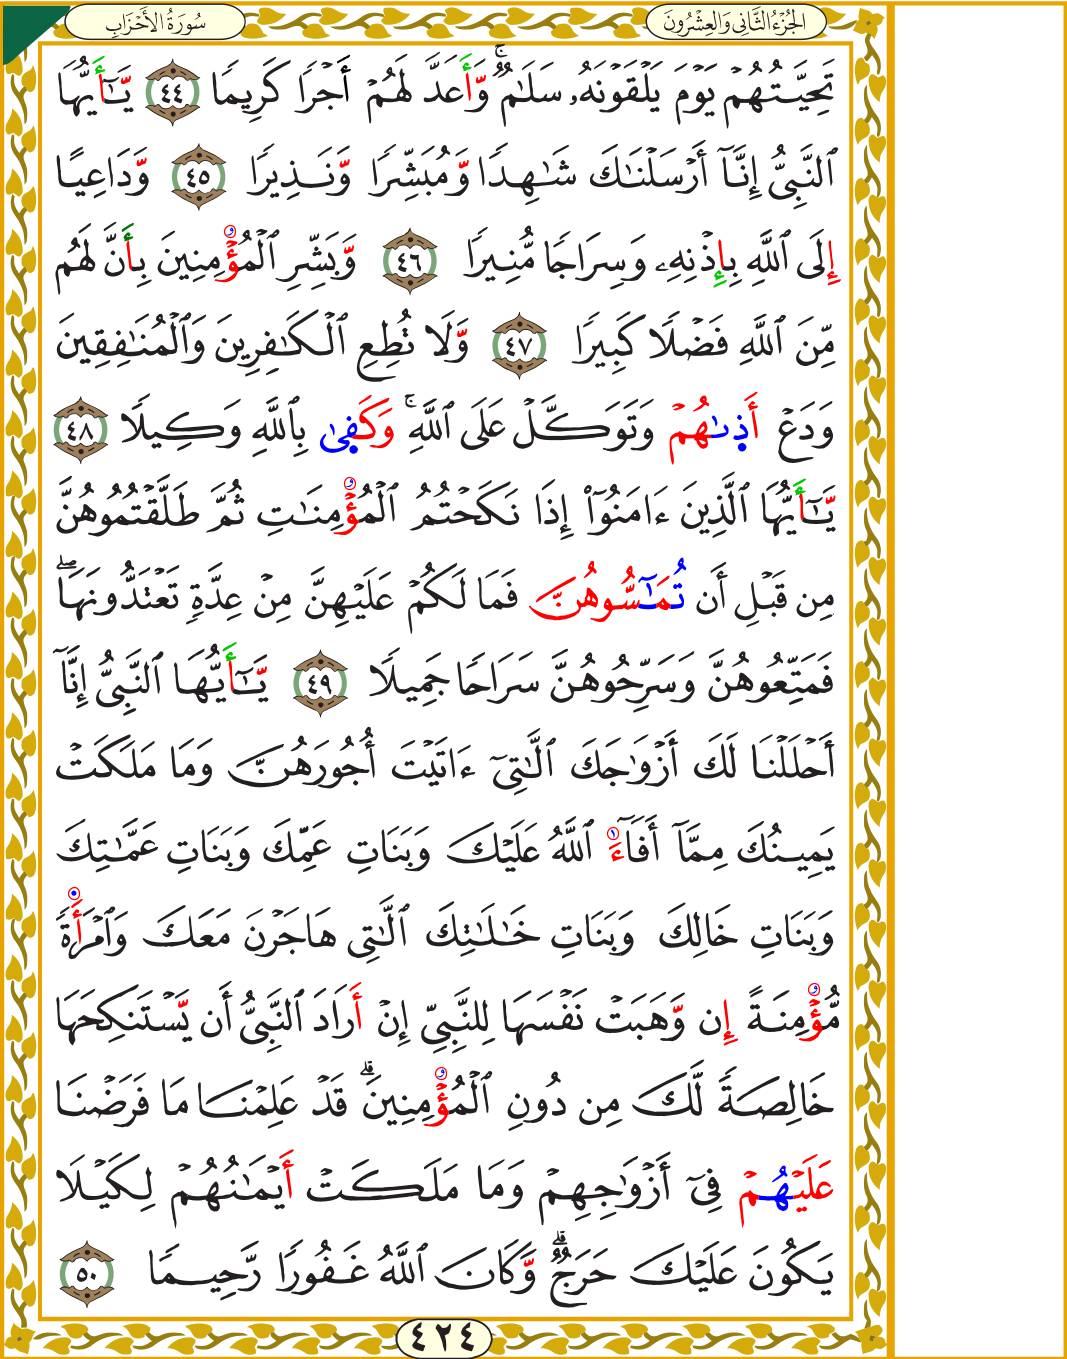 الجُزْءُ الثَّانِي وَالعِشْرُونَ
سُورَةُ الأَحْزَابِ
تَحِيَّتُهُمْ يَوْمَ يَلْقَوْنَهُۥ سَلَٰمٌ ۚ وَّأَعَدَّ لَهُمْ أَجْرًا كَرِيمًا ٤٤ يَّٰٓأَيُّهَا
ٱلنَّبِىُّ إِنَّآ أَرْسَلْنَٰكَ شَٰهِدًا وَّمُبَشِّرًا وَّنَذِيرًا ٤٥ وَّدَاعِيًا
إِلَى ٱللَّهِ بِإِذْنِهِۦ وَسِرَاجًا مُّنِيرًا ٤٦ وَّبَشِّرِ ٱلْمُؤْمِنِينَ بِأَنَّ لَهُم
مِّنَ ٱللَّهِ فَضْلًا كَبِيرًا ٤٧ وَّلَا تُطِعِ ٱلْكَٰفِرِينَ وَٱلْمُنَٰفِقِينَ
وَدَعْ أَذِىٰهُمْ وَتَوَكَّلْ عَلَى ٱللَّهِ ۚ وَكَفِىٰ بِٱللَّهِ وَكِيلًا ٤٨
يَّٰٓأَيُّهَا ٱلَّذِينَ ءَامَنُوٓا۟ إِذَا نَكَحْتُمُ ٱلْمُؤْمِنَٰتِ ثُمَّ طَلَّقْتُمُوهُنَّ
مِن قَبْلِ أَن تُمَٰٓسُّوهُنَّ فَمَا لَكُمْ عَلَيْهِنَّ مِنْ عِدَّةٍ تَعْتَدُّونَهَا ۖ
فَمَتِّعُوهُنَّ وَسَرِّحُوهُنَّ سَرَاحًا جَمِيلًا ٤٩ يَّٰٓأَيُّهَا ٱلنَّبِىُّ إِنَّآ
أَحْلَلْنَا لَكَ أَزْوَٰجَكَ ٱلَّٰتِىٓ ءَاتَيْتَ أُجُورَهُنَّ وَمَا مَلَكَتْ
يَمِينُكَ مِمَّآ أَفَآءَ ٱللَّهُ عَلَيْكَ وَبَنَاتِ عَمِّكَ وَبَنَاتِ عَمَّٰتِكَ
وَبَنَاتِ خَالِكَ وَبَنَاتِ خَٰلَٰتِكَ ٱلَّٰتِى هَاجَرْنَ مَعَكَ وَٱمْرَأَةً
مُّؤْمِنَةً إِن وَّهَبَتْ نَفْسَهَا لِلنَّبِىِّ إِنْ أَرَادَ ٱلنَّبِىُّ أَن يَّسْتَنكِحَهَا
خَالِصَةً لَّكَ مِن دُونِ ٱلْمُؤْمِنِينَ ۗ قَدْ عَلِمْنَا مَا فَرَضْنَا
عَلَيْهُمْ فِىٓ أَزْوَٰجِهِمْ وَمَا مَلَكَتْ أَيْمَٰنُهُمْ لِكَيْلَا
يَكُونَ عَلَيْكَ حَرَجٌ ۗ وَّكَانَ ٱللَّهُ غَفُورًا رَّحِيمًا ٥٠
٤٢٤